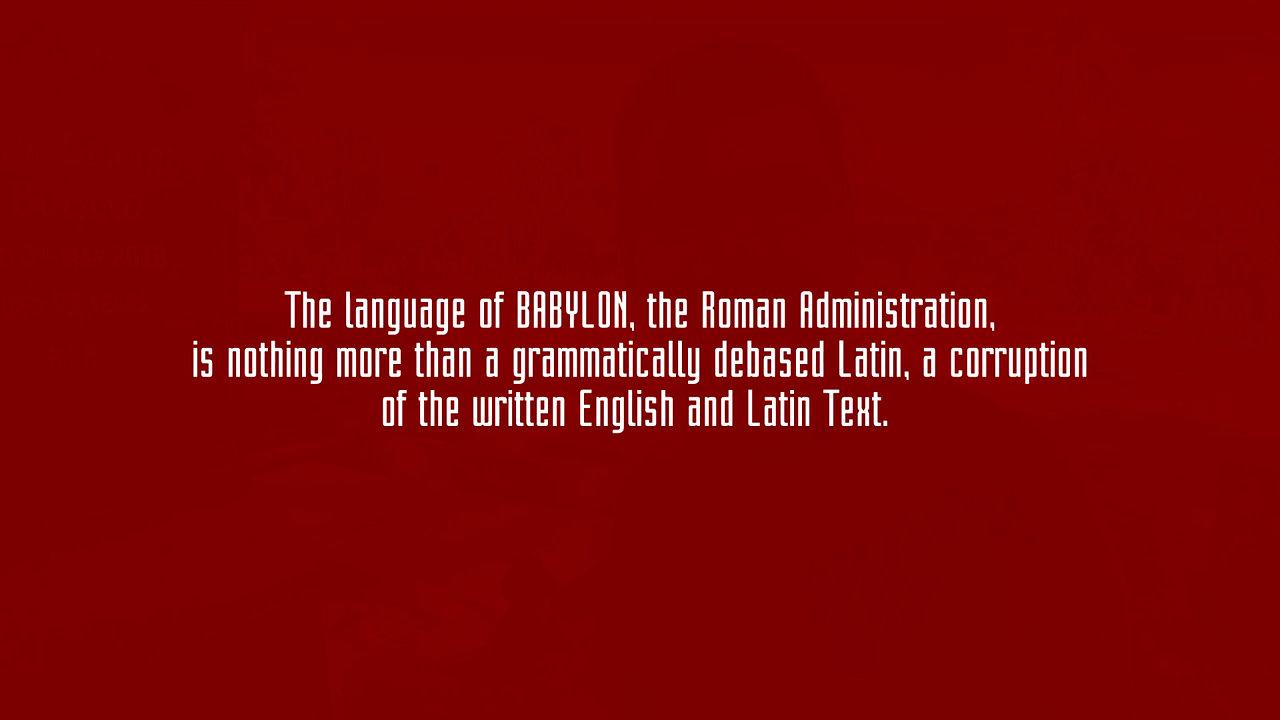 The language of BABYLON, the Roman Administration,
is nothing more than a grammatically debased Latin, a corruption
of the written English and Latin Text.